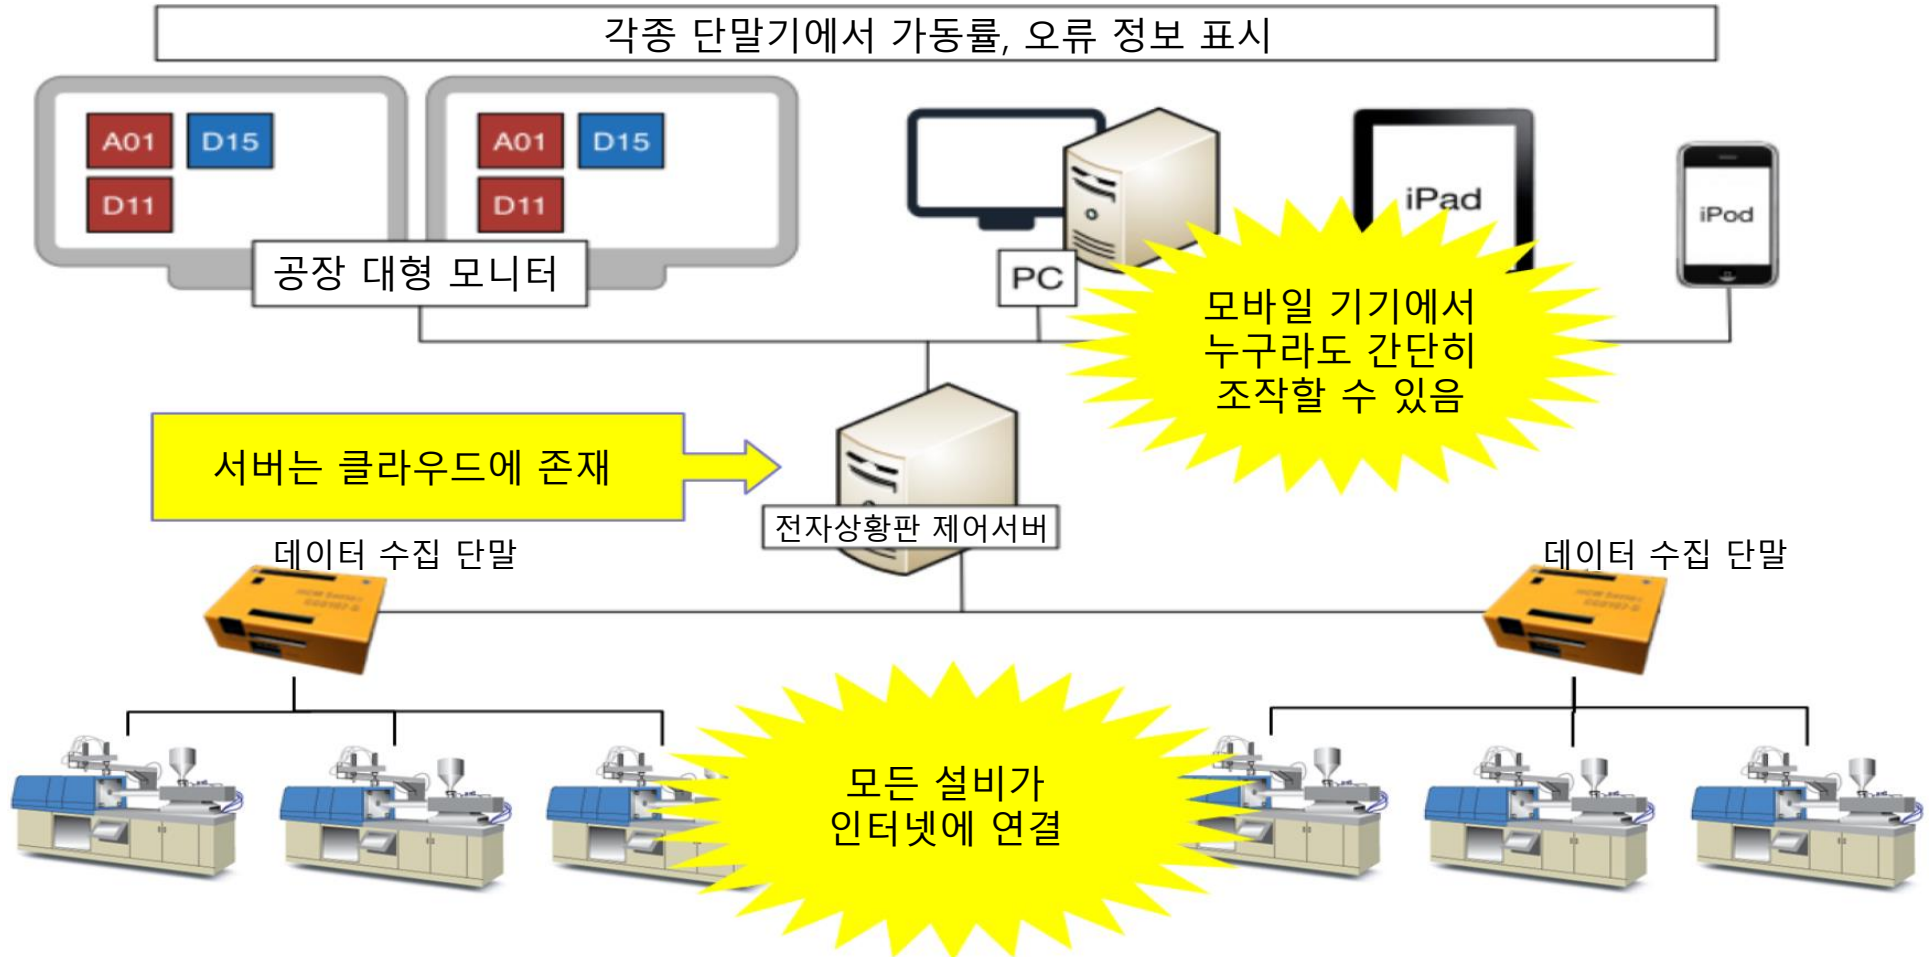 각종 단말기에서 가동률, 오류 정보 표시
A01 D15
D11
A01 D15
D11
공장 대형 모니터
PC
iPad
iPod
모바일 기기에서
누구라도 간단히
조작할 수 있음
서버는 클라우드에 존재
전자상황판 제어서버
데이터 수집 단말
데이터 수집 단말
모든 설비가
인터넷에 연결